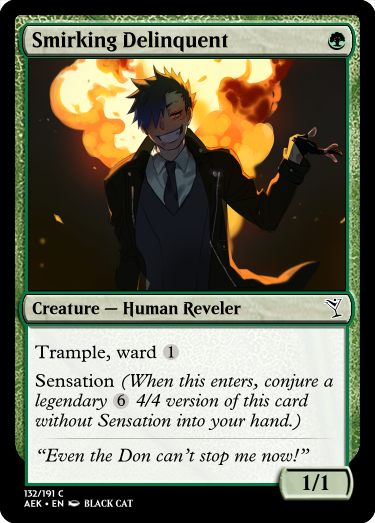 Smirking Delinquent
Creature — Human Reveler
Trample, ward 1
Sensation (When this enters, conjure a
legendary 6 4/4 version of this card
without Sensation into your hand.)
“Even the Don can’t stop me now!”
1/1
132/191 C
AEK • EN BLACK CAT